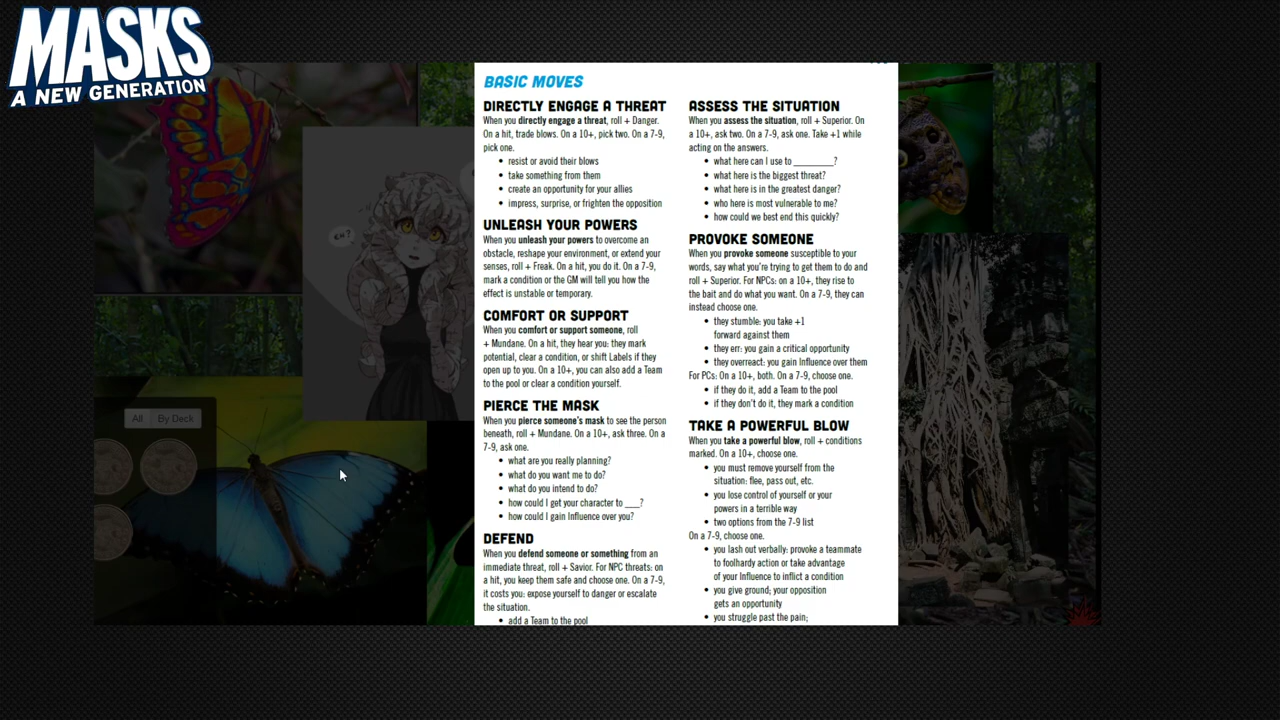 MASKS
A NEW GENERATION
EH?
All
By Deck
BASIC MOVES
DIRECTLY ENGAGE A THREAT
When you directly engage a threat, roll + Danger.
On a hit, trade blows. On a 10+, pick two. On a 7-9,
pick one.
• resist or avoid their blows
• take something from them
• create an opportunity for your allies
• impress, surprise, or frighten the opposition
UNLEASH YOUR POWERS
When you unleash your powers to overcome an
obstacle, reshape your environment, or extend your
senses, roll + Freak. On a hit, you do it. On a 7-9,
mark a condition or the GM will tell you how the
effect is unstable or temporary.
COMFORT OR SUPPORT
When you comfort or support someone, roll
+ Mundane. On a hit, they hear you: they mark
potential, clear a condition, or shift Labels if they
open up to you. On a 10+, you can also add a Team
to the pool or clear a condition yourself.
PIERCE THE MASK
When you pierce someone's mask to see the person
beneath, roll + Mundane. On a 10+, ask three. On a
7-9, ask one.
• what are you really planning?
• what do you want me to do?
• what do you intend to do?
• how could I get your character to ___?
• how could I gain Influence over you?
DEFEND
When you defend someone or something from an
immediate threat, roll + Savior. For NPC threats: on
a hit, you keep them safe and choose one. On a 7-9,
it costs you: expose yourself to danger or escalate
the situation.
• add a Team to the pool
ASSESS THE SITUATION
When you assess the situation, roll + Superior. On
a 10+, ask two. On a 7-9, ask one. Take +1 while
acting on the answers.
• what here can I use to ________?
• what here is the biggest threat?
• what here is in the greatest danger?
• who here is most vulnerable to me?
• how could we best end this quickly?
PROVOKE SOMEONE
When you provoke someone susceptible to your
words, say what you're trying to get them to do and
roll + Superior. For NPCs: on a 10+, they rise to
the bait and do what you want. On a 7-9, they can
instead choose one.
• they stumble: you take +1
forward against them
• they err: you gain a critical opportunity
• they overreact: you gain Influence over them
For PCs: On a 10+, both. On a 7-9, choose one.
• if they do it, add a Team to the pool
• if they don't do it, they mark a condition
TAKE A POWERFUL BLOW
When you take a powerful blow, roll + conditions
marked. On a 10+, choose one.
• you must remove yourself from the
situation: flee, pass out, etc.
• you lose control of yourself or your
powers in a terrible way
• two options from the 7-9 list
On a 7-9, choose one.
• you lash out verbally: provoke a teammate
to foolhardy action or take advantage
of your Influence to inflict a condition
• you give ground; your opposition
gets an opportunity
• you struggle past the pain;